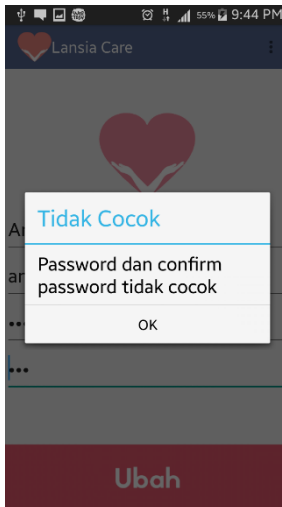 55% 9:44 PM
Lansia Care
Tidak Cocok
Password dan confirm
password tidak cocok
OK
Ubah